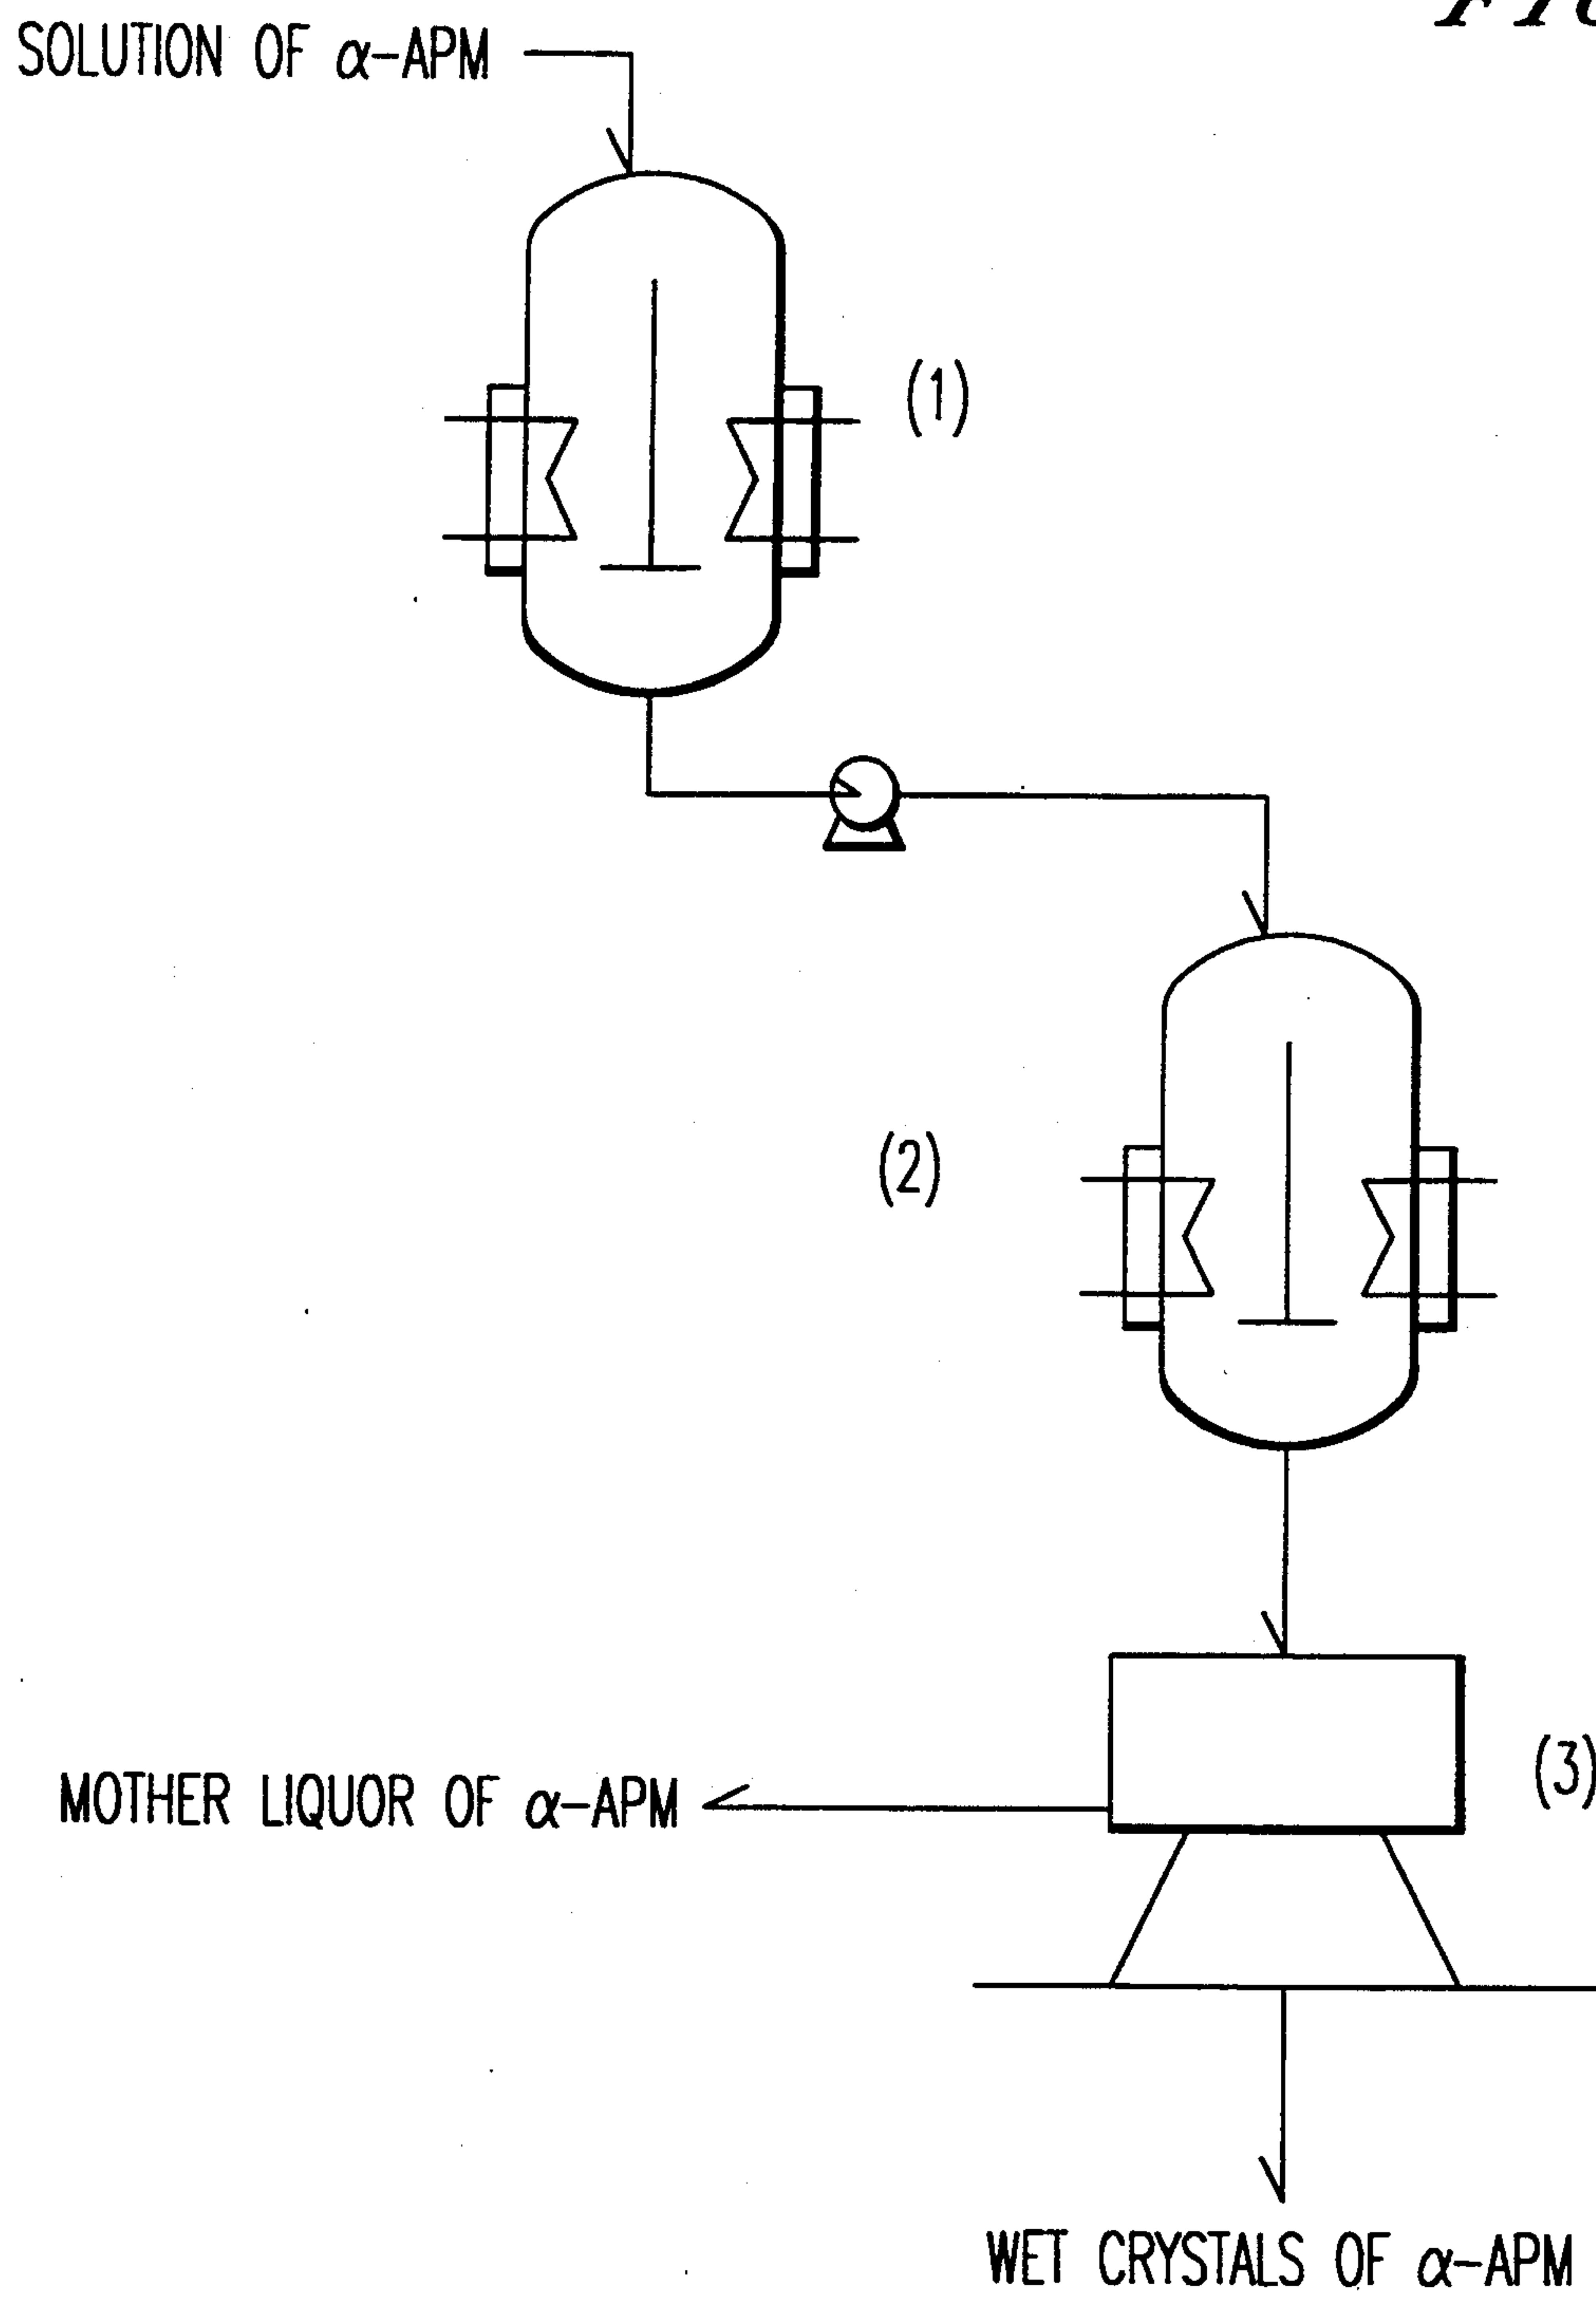 SOLUTION OF α-APM
(1)
(2)
(3)
MOTHER LIQUOR OF α-APM
WET CRYSTALS OF α-APM